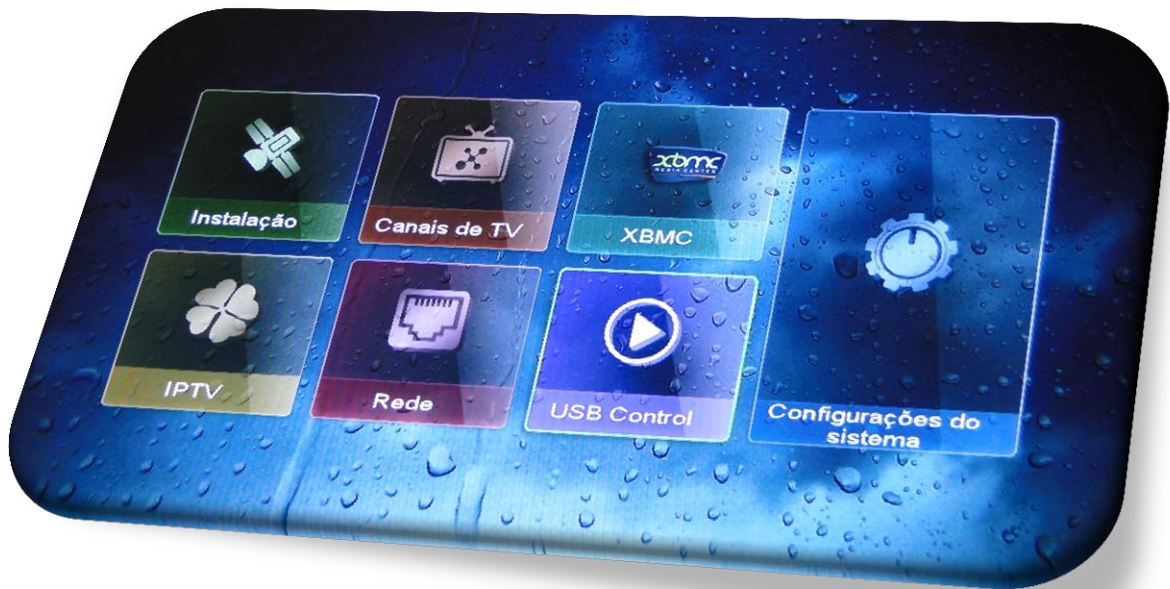 Instalação
Canais de TV
xbmc
MEDIA CENTER
XBMC
IPTV
Rede
USB Control
Configurações do
sistema